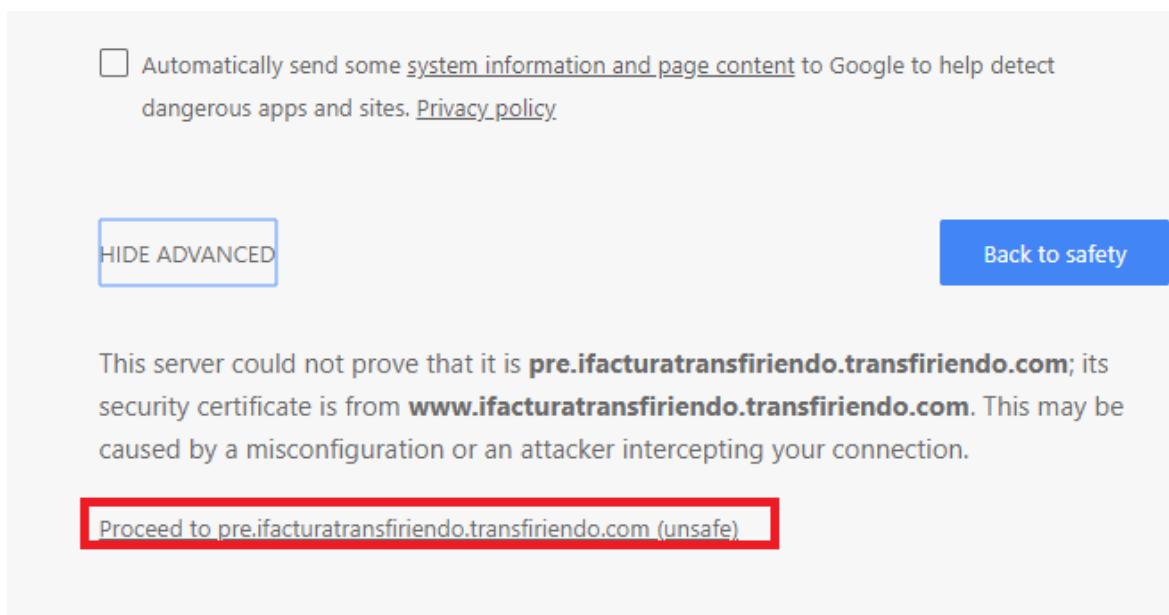 Automatically send some system information and page content to Google to help detect
dangerous apps and sites. Privacy policy
HIDE ADVANCED
Back to safety
This server could not prove that it is pre.ifacturatransfiriendo.transfiriendo.com; its
security certificate is from www.ifacturatransfiriendo.transfiriendo.com. This may be
caused by a misconfiguration or an attacker intercepting your connection.
Proceed to pre.ifacturatransfiriendo.transfiriendo.com (unsafe)